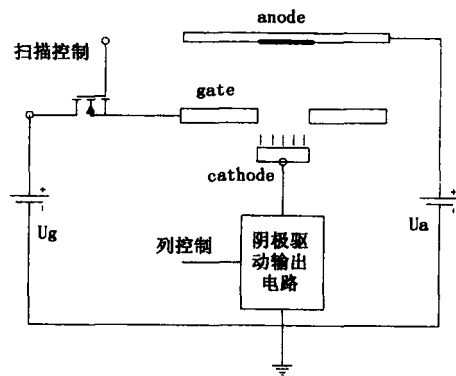 anode
扫描控制
gate
cathode
+
-
Ug
+
-
Ua
列控制
阴极驱
动输出
电路